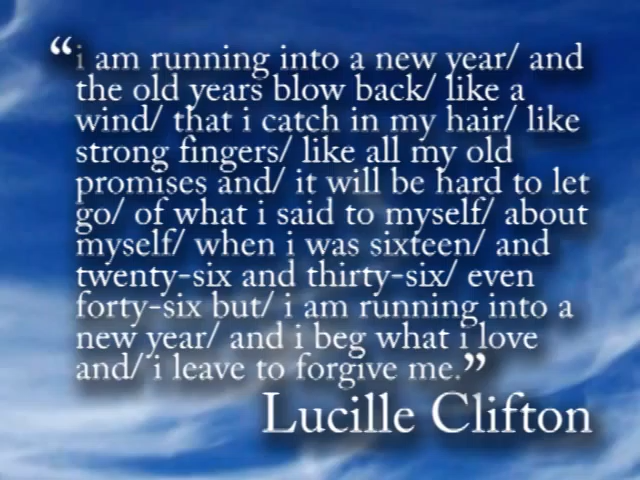 “i am running into a new year/ and
the old years blow back/ like a
wind/ that i catch in my hair/ like
strong fingers/ like all my old
promises and/ it will be hard to let
go/ of what i said to myself/ about
myself/ when i was sixteen/ and
twenty-six and thirty-six/ even
forty-six but/ i am running into a
new year/ and i beg what i love
and/ i leave to forgive me.”
Lucille Clifton